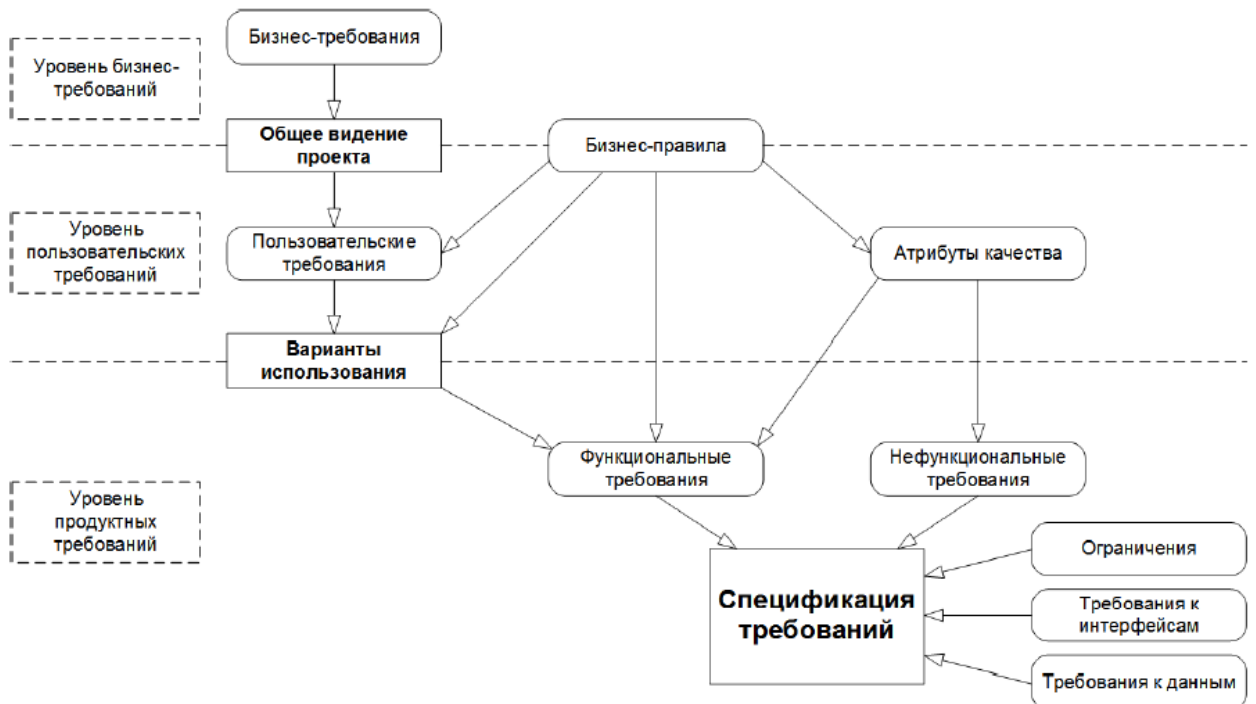 Бизнес-требования
Уровень бизнес-
требований
Общее видение
проекта
Бизнес-правила
Уровень
пользовательских
требований
Пользовательские
требования
Атрибуты качества
Варианты
использования
Функциональные
требования
Нефункциональные
требования
Уровень
продуктных
требований
Ограничения
Спецификация
требований
Требования к
интерфейсам
Требования к данным